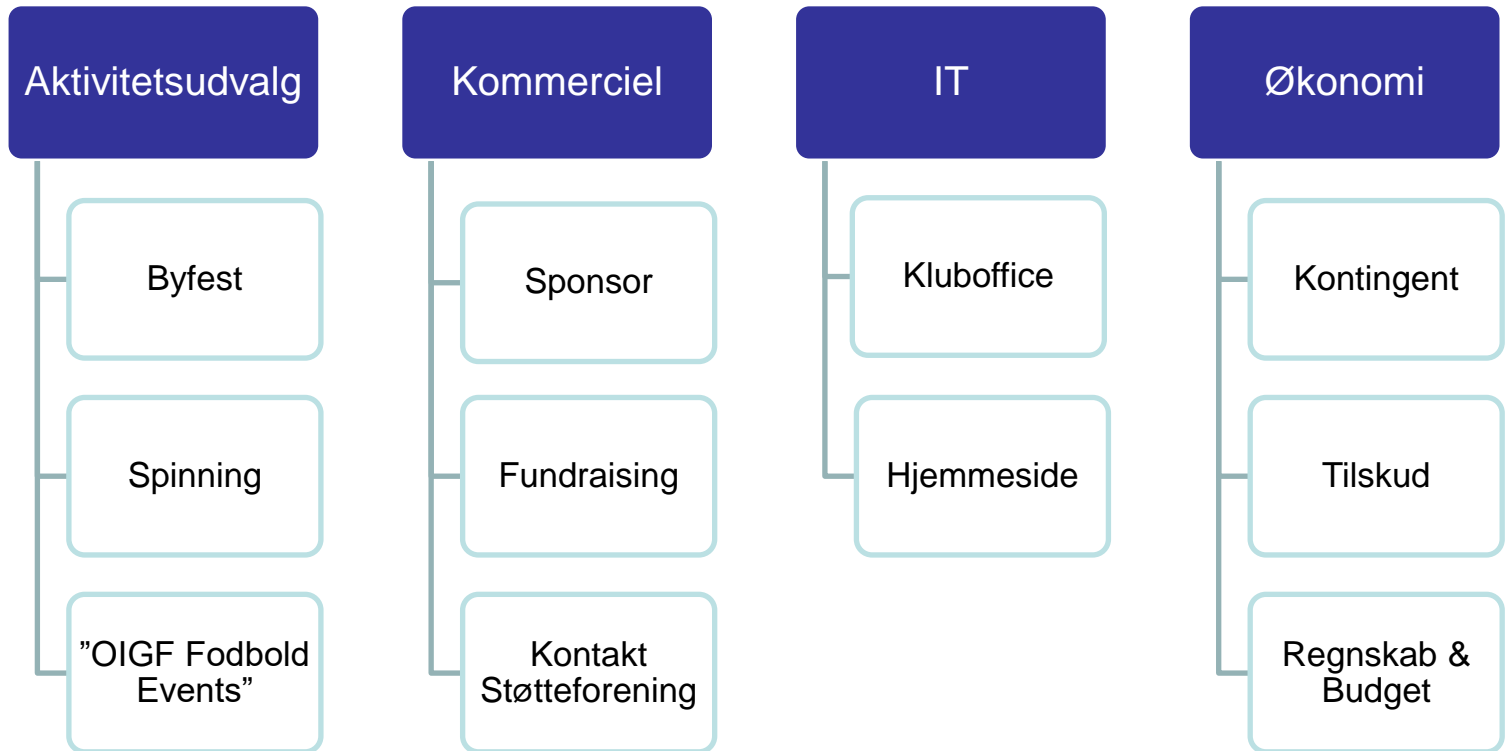 Aktivitetsudvalg
Byfest
Spinning
”OIGF Fodbold
Events”
Kommerciel
Sponsor
Fundraising
Kontakt
Støtteforening
IT
Kluboffice
Hjemmeside
Økonomi
Kontingent
Tilskud
Regnskab &
Budget